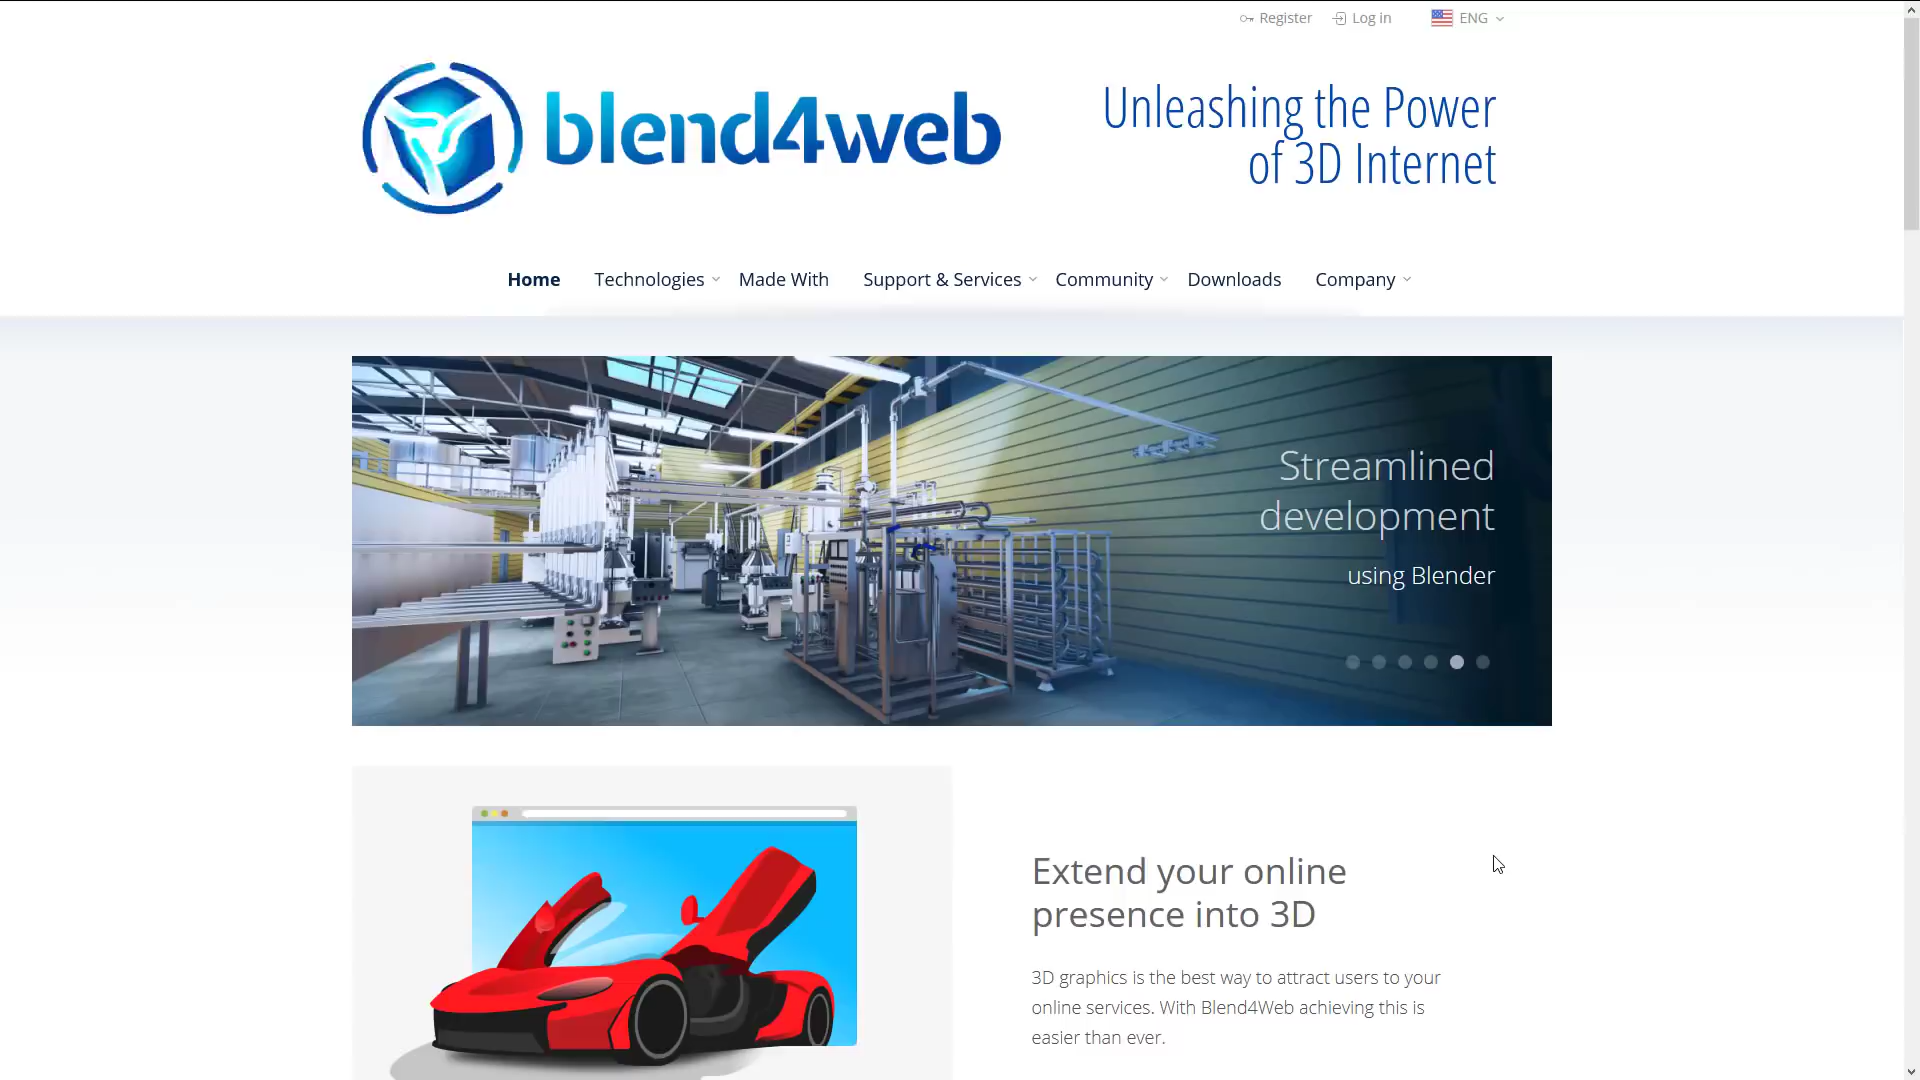 Register
Log in
ENG
blend4web
Unleashing the Power
of 3D Internet
Home
Technologies
Made With
Support & Services
Community
Downloads
Company
Streamlined
development
using Blender
Extend your online
presence into 3D
3D graphics is the best way to attract users to your
online services. With Blend4Web achieving this is
easier than ever.